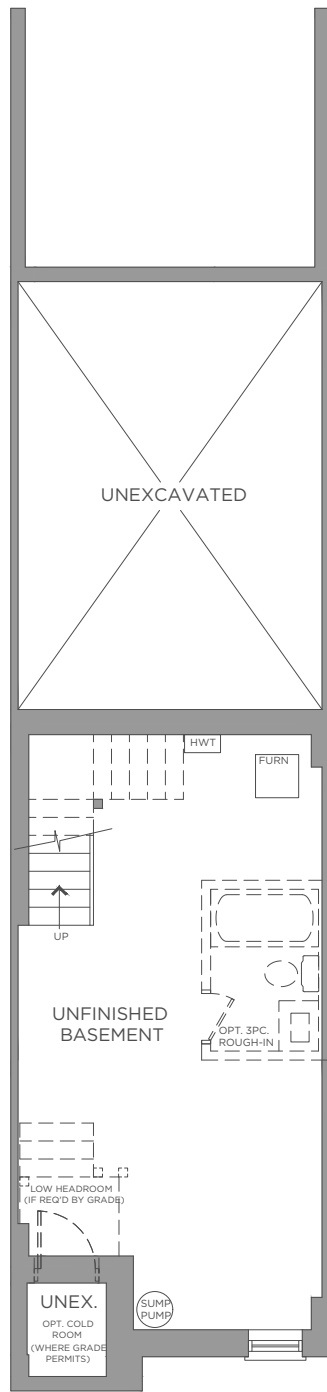 UNEXCAVATED
HWT
FURN
UP
UNFINISHED
BASEMENT
OPT. 3PC.
ROUGH-IN
LOW HEADROOM
(IF REQ'D BY GRADE)
UNEX.
OPT. COLD
ROOM
(WHERE GRADE
PERMITS)
SUMP
PUMP